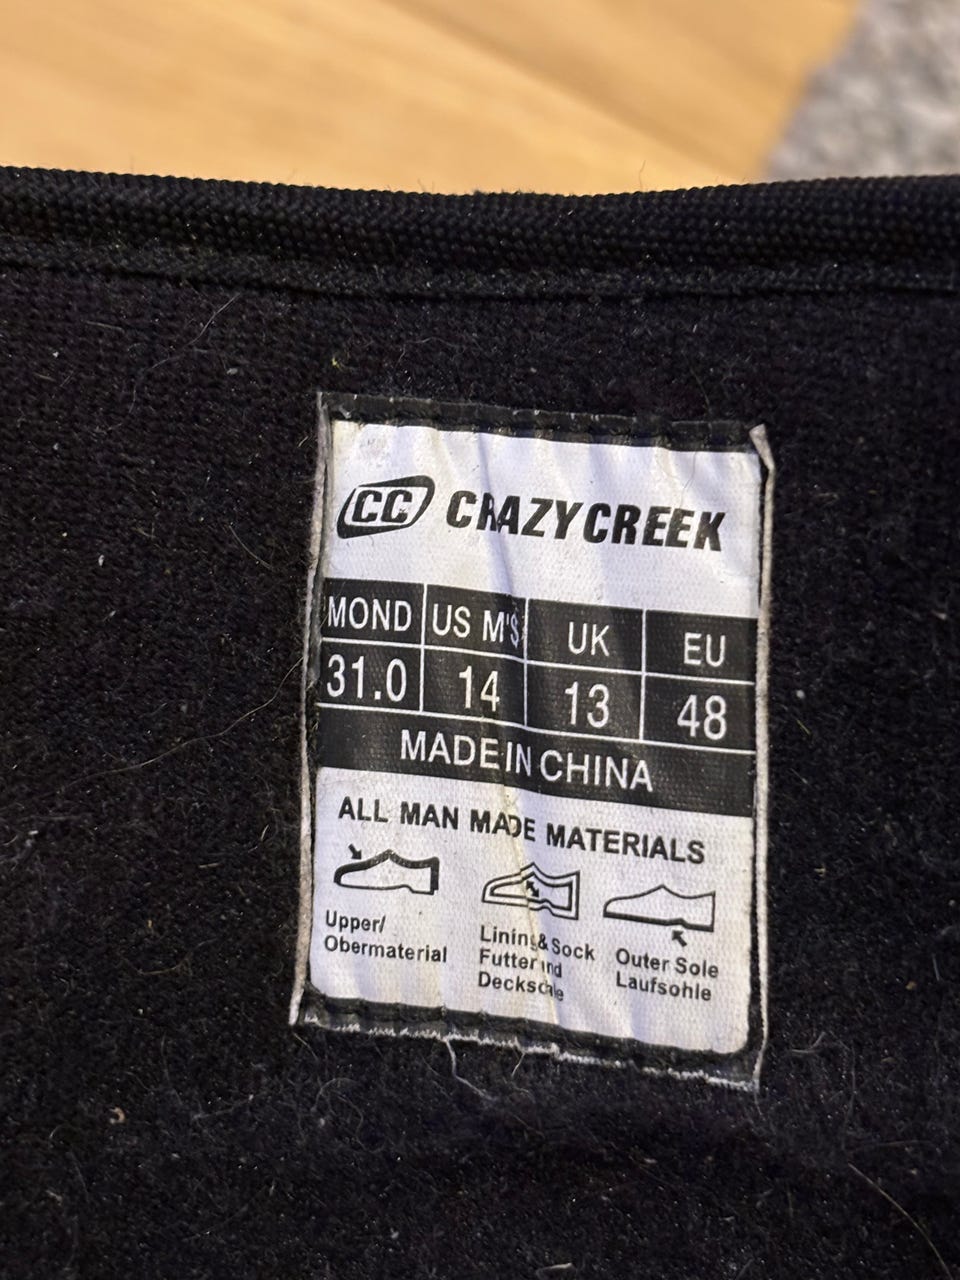 CC CRAZYCREEK
MOND US M'S UK EU
31.0 14 13 48
MADE IN CHINA
ALL MAN MADE MATERIALS
Upper/
Obermaterial
Lining & Sock
Futter und
Decksohle
Outer Sole
Laufsohle